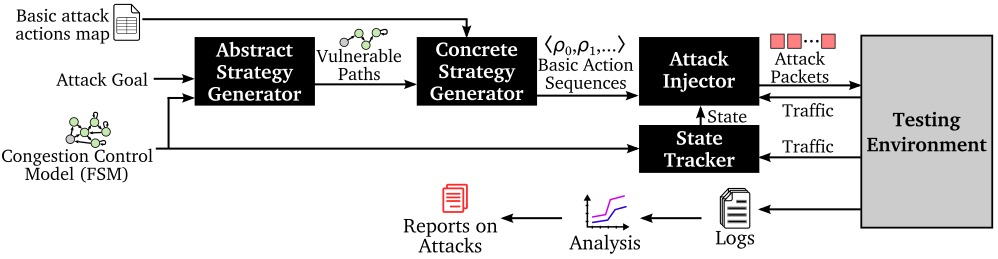 Basic attack
actions map
Attack Goal
Congestion Control
Model (FSM)
Abstract
Strategy
Generator
Vulnerable
Paths
Concrete
Strategy
Generator
⟨ρ0,ρ1,...⟩
Basic Action
Sequences
Attack
Injector
State
State
Tracker
Attack
Packets
Traffic
Traffic
Testing
Environment
Logs
Analysis
Reports on
Attacks